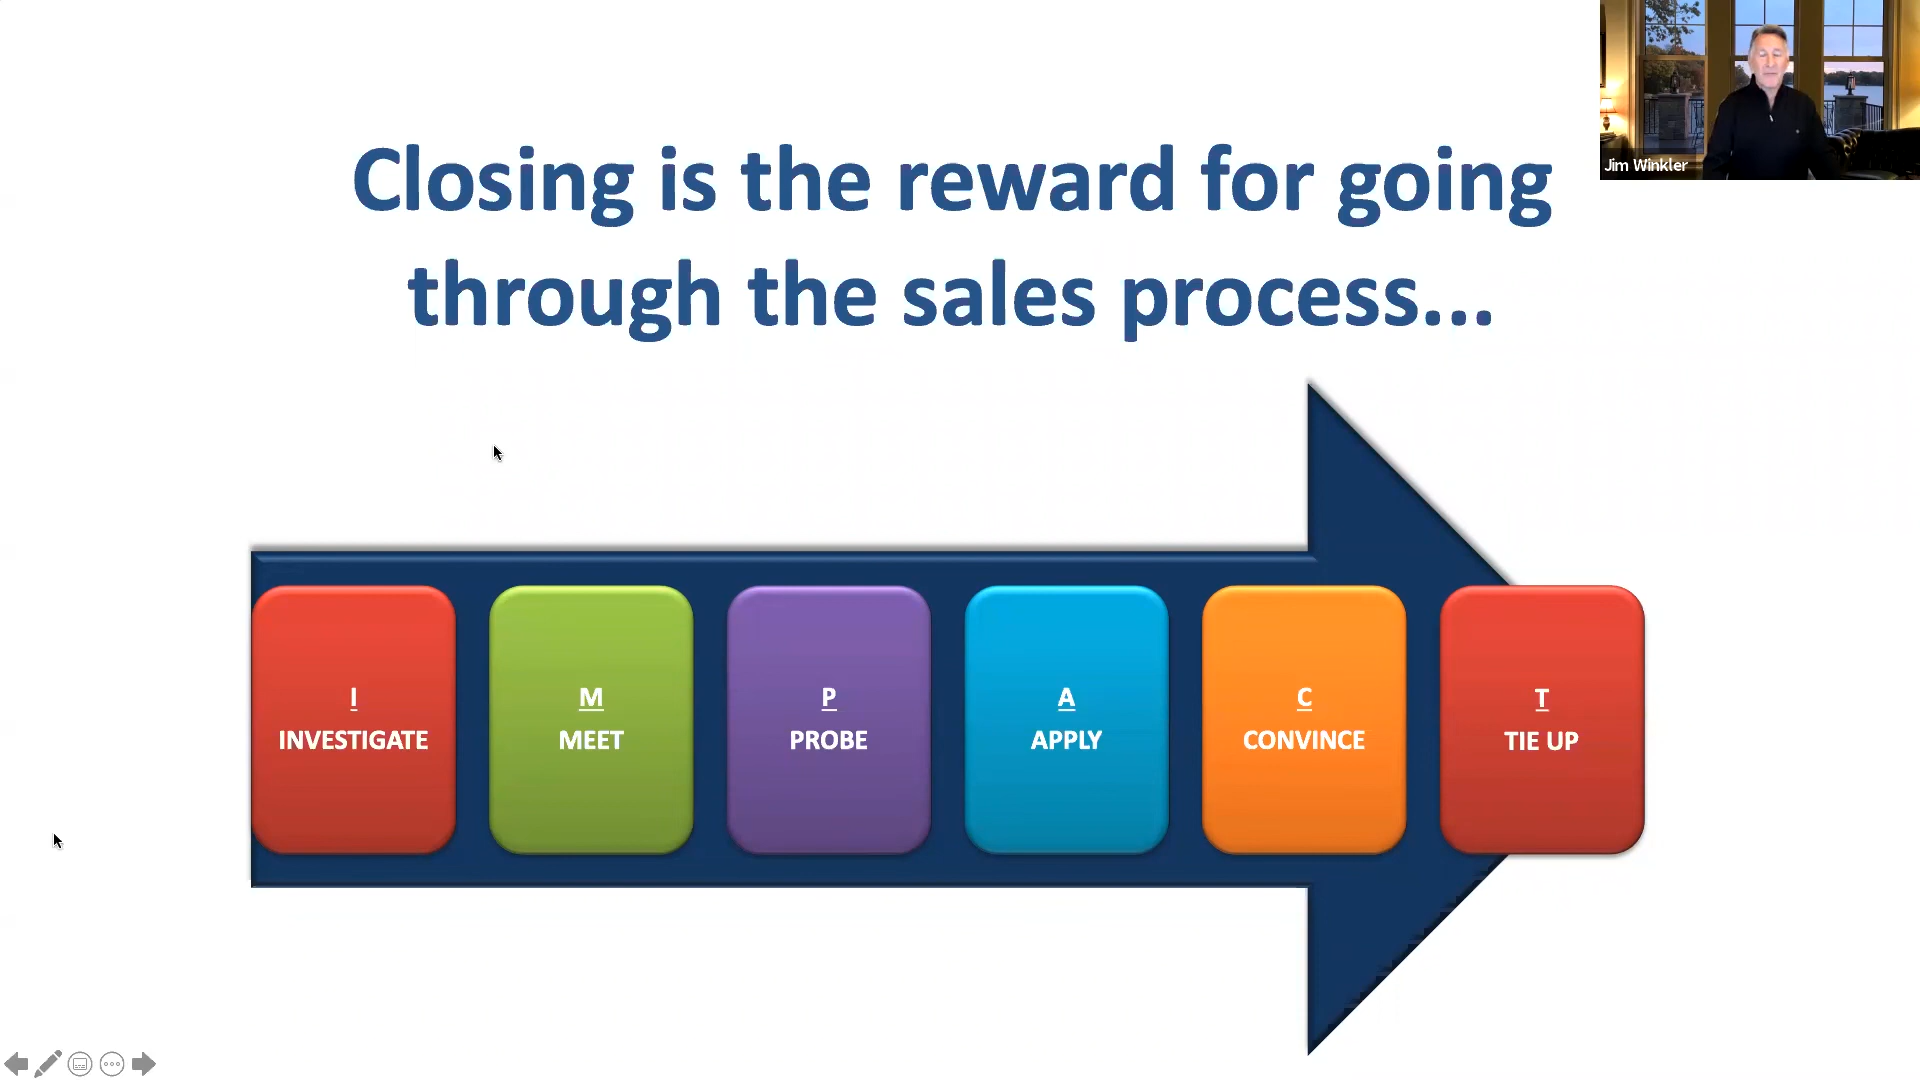 Closing is the reward for going
through the sales process...
Jim Winkler
I
INVESTIGATE
M
MEET
P
PROBE
A
APPLY
C
CONVINCE
T
TIE UP